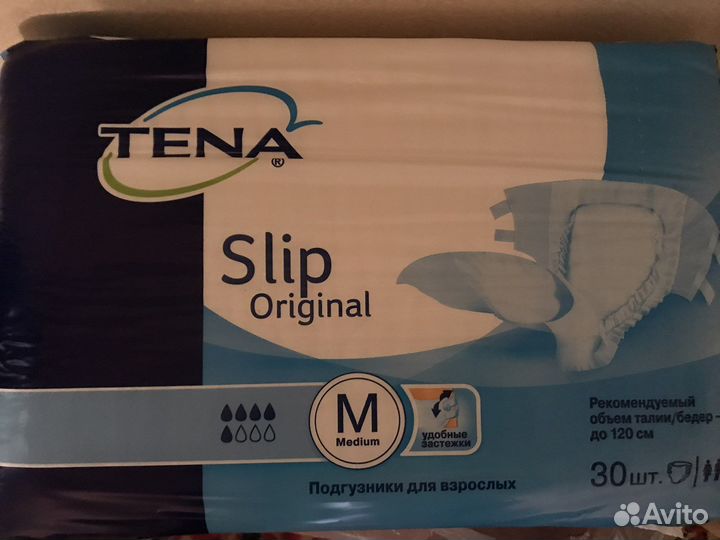 TENA®
Slip
Original
M
Medium
удобные
застежки
Рекомендуемый
объем талии/бедер -
до 120 см
30 шт.
Подгузники для взрослых
Avito